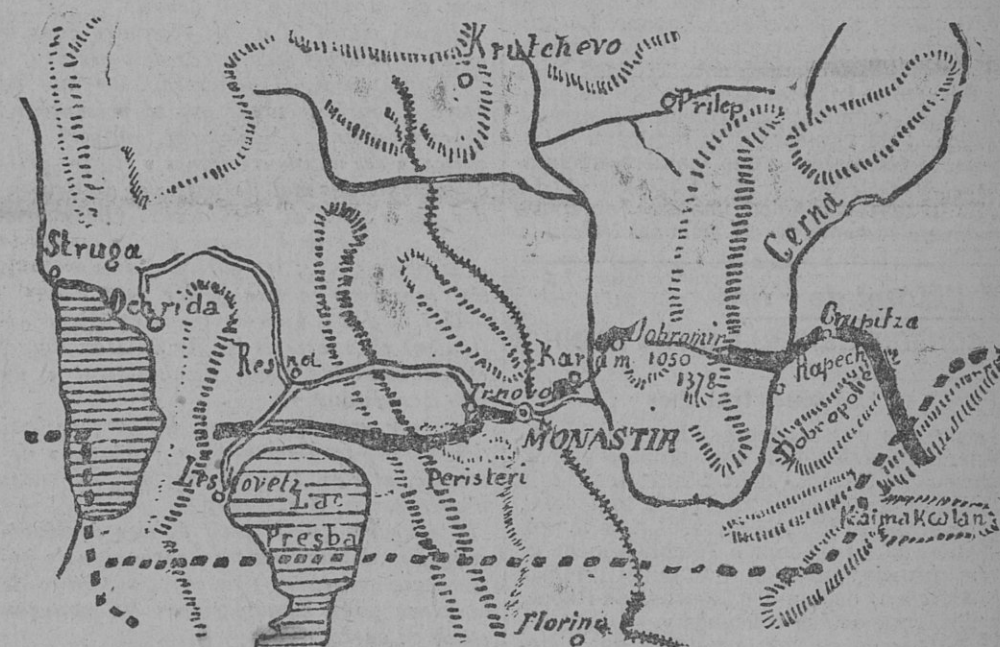 Krutchevo
Prilep
Cerna
Struga
Ochrida
Dobromir
Crupitza
1050
Resna
Karam
Rapech
1378
Trnovo
Dobropolje
MONASTIR
Peristeri
Lescovetz
Lac
Kaimakcalan
Presba
Florina